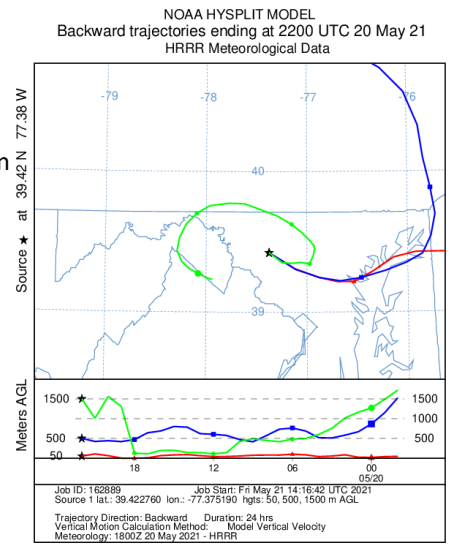 NOAA HYSPLIT MODEL
Backward trajectories ending at 2200 UTC 20 May 21
HRRR Meteorological Data
Source ★ at 39.42 N 77.38 W
m
-79 -78 -77 -76
40
39
Meters AGL
1500 1500
1000
500 500
50
18 12 06 00
05/20
Job ID: 162889 Job Start: Fri May 21 14:16:42 UTC 2021
Source 1 lat.: 39.422760 lon.: -77.375190 hgts: 50, 500, 1500 m AGL
Trajectory Direction: Backward Duration: 24 hrs
Vertical Motion Calculation Method: Model Vertical Velocity
Meteorology: 1800Z 20 May 2021 - HRRR